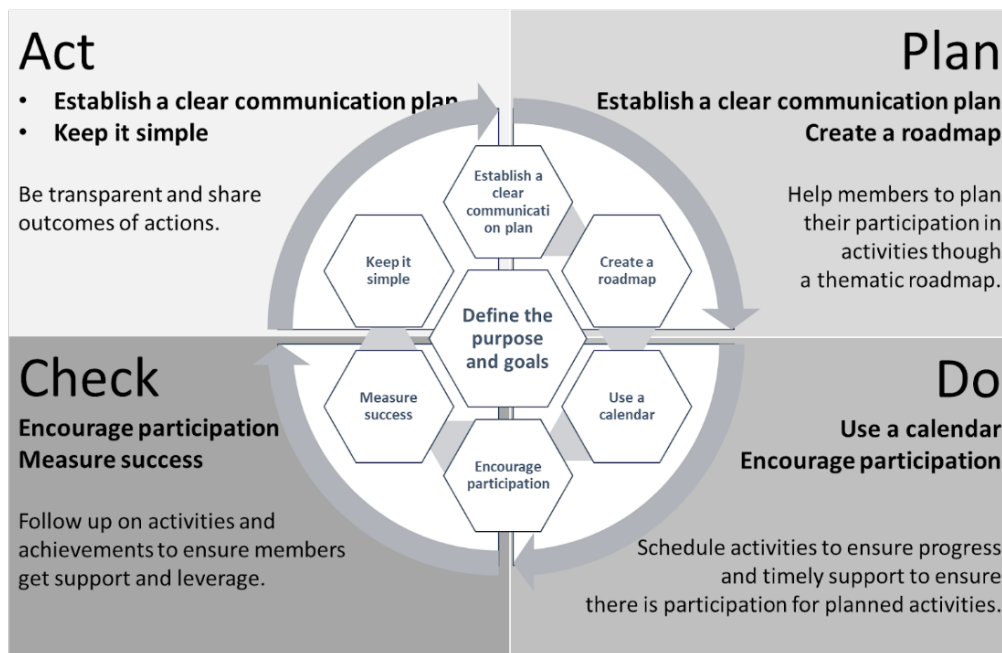 Act
• Establish a clear communication plan
• Keep it simple
Be transparent and share
outcomes of actions.
Plan
Establish a clear communication plan
Create a roadmap
Help members to plan
their participation in
activities though
a thematic roadmap.
Establish a
clear
communicati
on plan
Keep it
simple
Create a
roadmap
Define the
purpose
and goals
Measure
success
Use a
calendar
Encourage
participation
Check
Encourage participation
Measure success
Follow up on activities and
achievements to ensure members
get support and leverage.
Do
Use a calendar
Encourage participation
Schedule activities to ensure progress
and timely support to ensure
there is participation for planned activities.